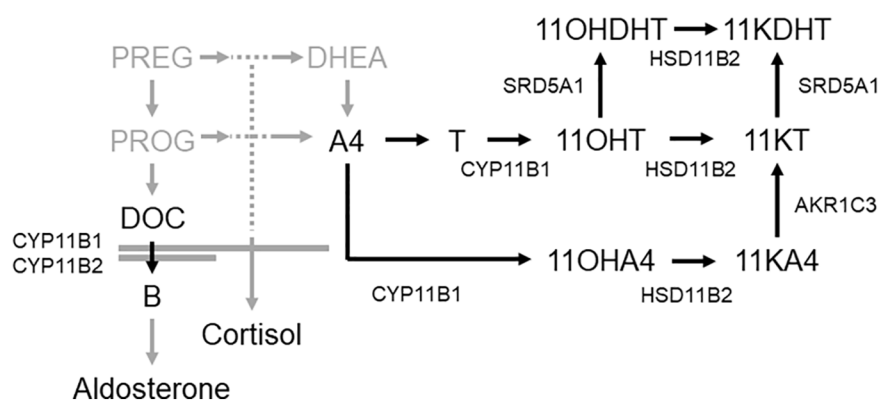 11OHDHT 11KDHT
HSD11B2
PREG DHEA
SRD5A1 SRD5A1
PROG A4 T 11OHT 11KT
CYP11B1 HSD11B2
AKR1C3
DOC
CYP11B1
CYP11B2
11OHA4 11KA4
B CYP11B1 HSD11B2
Cortisol
Aldosterone